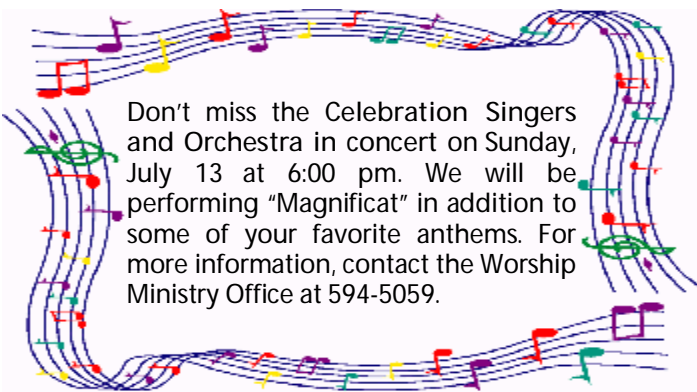 Don't miss the Celebration Singers
and Orchestra in concert on Sunday,
July 13 at 6:00 pm. We will be
performing “Magnificat” in addition to
some of your favorite anthems. For
more information, contact the Worship
Ministry Office at 594-5059.